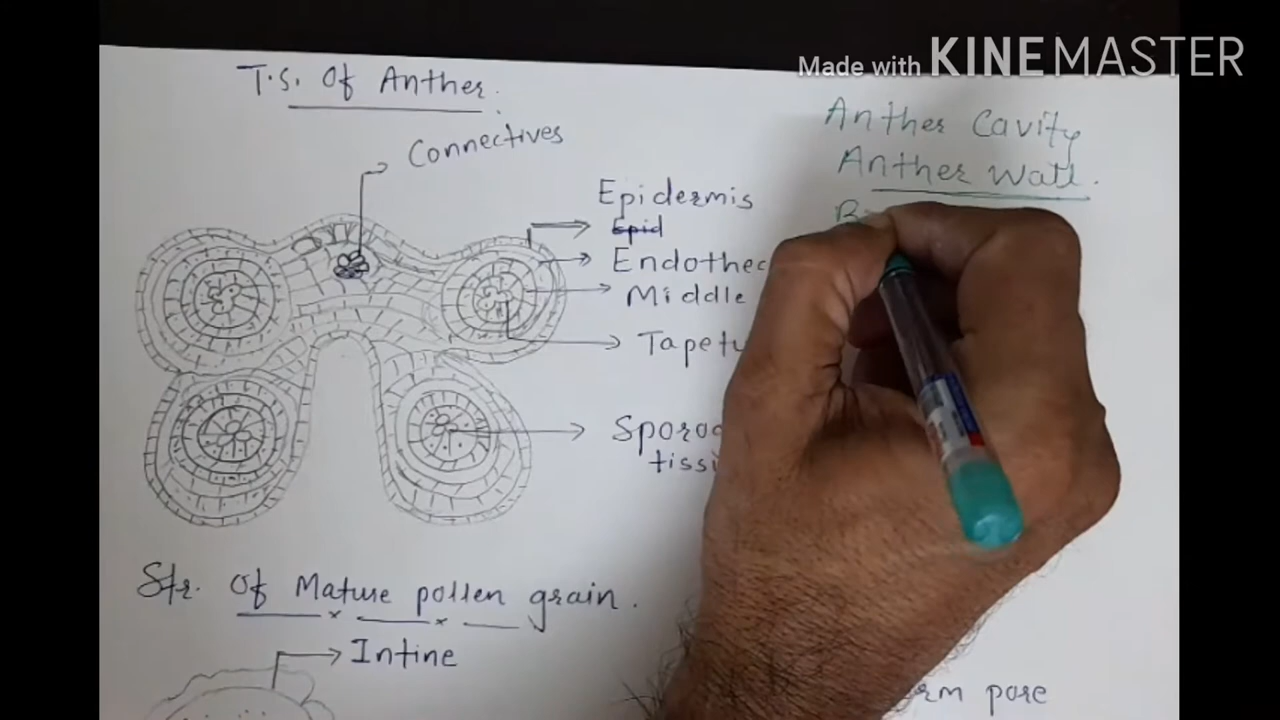 Made with KINEMASTER
T.s. Of Anther.
Anther Cavity
Connectives
Anther Wall.
Epidermis
Epid
Endothec
Middle
Tapetu
Sporog
tissu
Str. Of Mature pollen grain.
Intine
rm pore